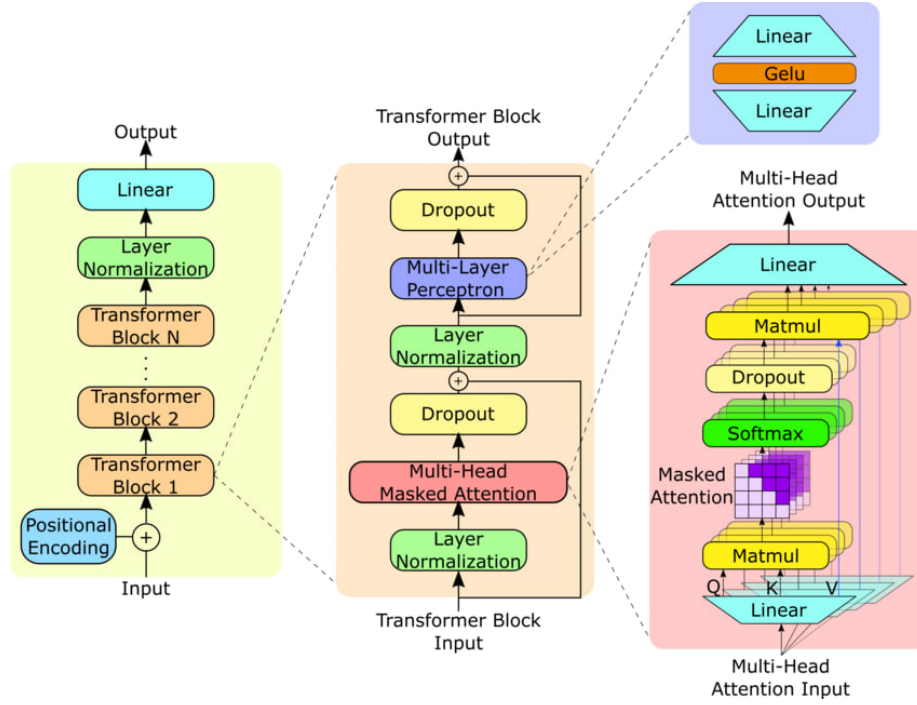 Output
Linear
Layer
Normalization
Transformer
Block N
Transformer
Block 2
Transformer
Block 1
Positional
Encoding
+
Input
Transformer Block
Output
+
Dropout
Multi-Layer
Perceptron
Layer
Normalization
+
Dropout
Multi-Head
Masked Attention
Layer
Normalization
Transformer Block
Input
Linear
Gelu
Linear
Multi-Head
Attention Output
Linear
Matmul
Dropout
Softmax
Masked
Attention
Matmul
Q K V
Linear
Multi-Head
Attention Input